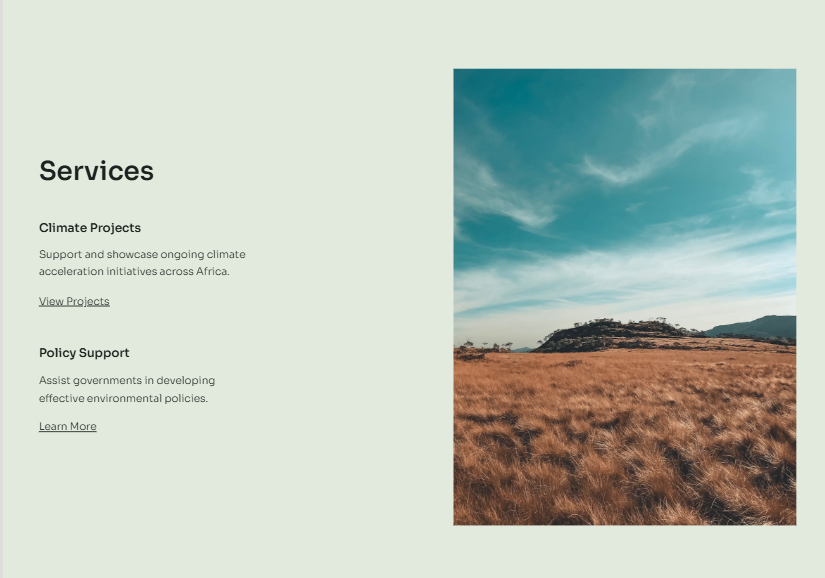 Services
Climate Projects
Support and showcase ongoing climate
acceleration initiatives across Africa.
View Projects
Policy Support
Assist governments in developing
effective environmental policies.
Learn More